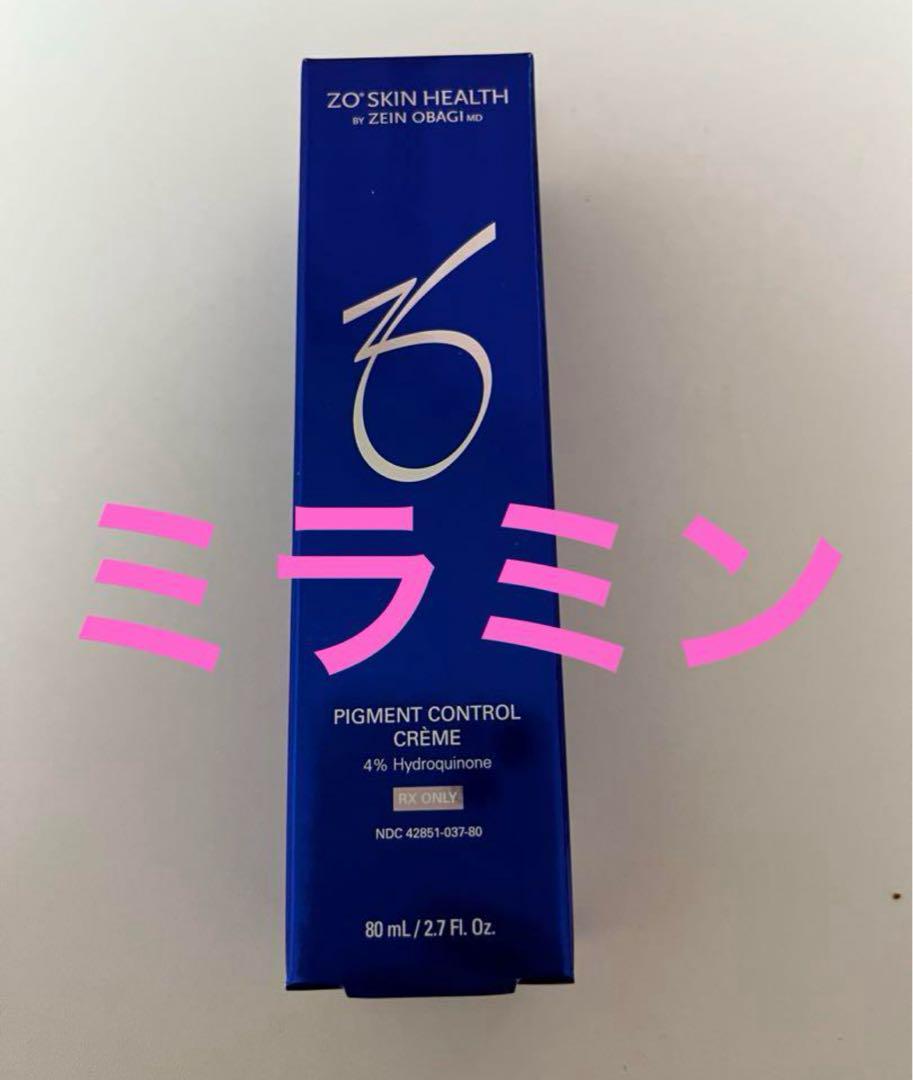 ZO® SKIN HEALTH
BY ZEIN OBAGI MD
ZO
ミラミン
PIGMENT CONTROL
CRÈME
4% Hydroquinone
RX ONLY
NDC 42851-037-80
80 mL / 2.7 Fl. Oz.